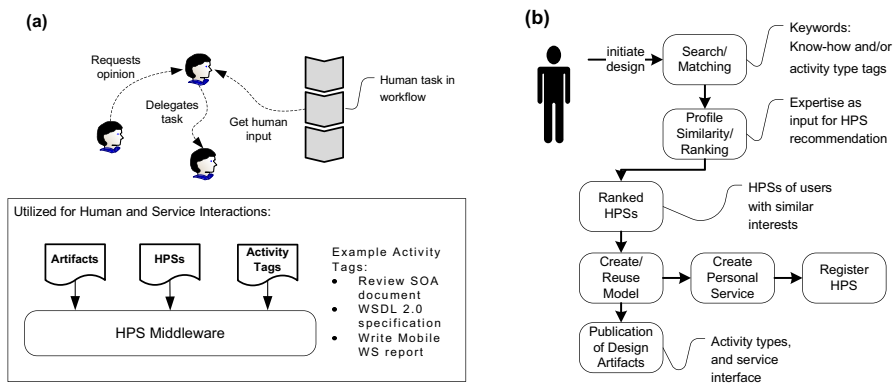 (a)
Requests
opinion
Delegates
task
Get human
input
Human task in
workflow
Utilized for Human and Service Interactions:
Artifacts
HPSs
Activity
Tags
HPS Middleware
Example Activity
Tags:
• Review SOA
document
• WSDL 2.0
specification
• Write Mobile
WS report
(b)
initiate
design
Search/
Matching
Keywords:
Know-how and/or
activity type tags
Profile
Similarity/
Ranking
Expertise as
input for HPS
recommendation
Ranked
HPSs
HPSs of users
with similar
interests
Create/
Reuse
Model
Create
Personal
Service
Register
HPS
Publication
of Design
Artifacts
Activity types,
and service
interface